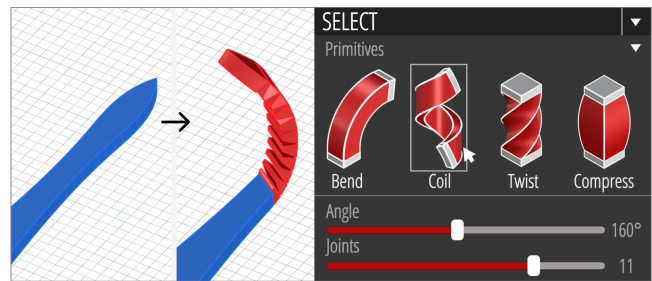 SELECT
Primitives
Bend Coil Twist Compress
Angle
160°
Joints
11